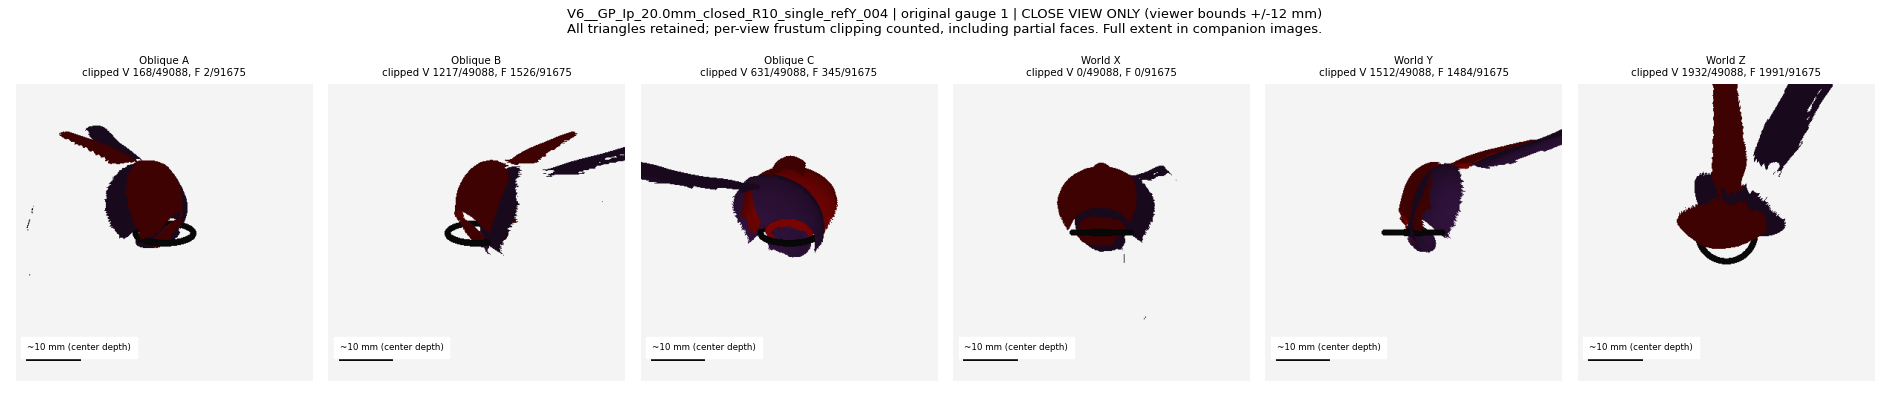 V6__GP_Ip_20.0mm_closed_R10_single_refY_004 | original gauge 1 | CLOSE VIEW ONLY (viewer bounds +/-12 mm)
All triangles retained; per-view frustum clipping counted, including partial faces. Full extent in companion images.
Oblique A
clipped V 168/49088, F 2/91675
Oblique B
clipped V 1217/49088, F 1526/91675
Oblique C
clipped V 631/49088, F 345/91675
World X
clipped V 0/49088, F 0/91675
World Y
clipped V 1512/49088, F 1484/91675
World Z
clipped V 1932/49088, F 1991/91675
~10 mm (center depth)
~10 mm (center depth)
~10 mm (center depth)
~10 mm (center depth)
~10 mm (center depth)
~10 mm (center depth)